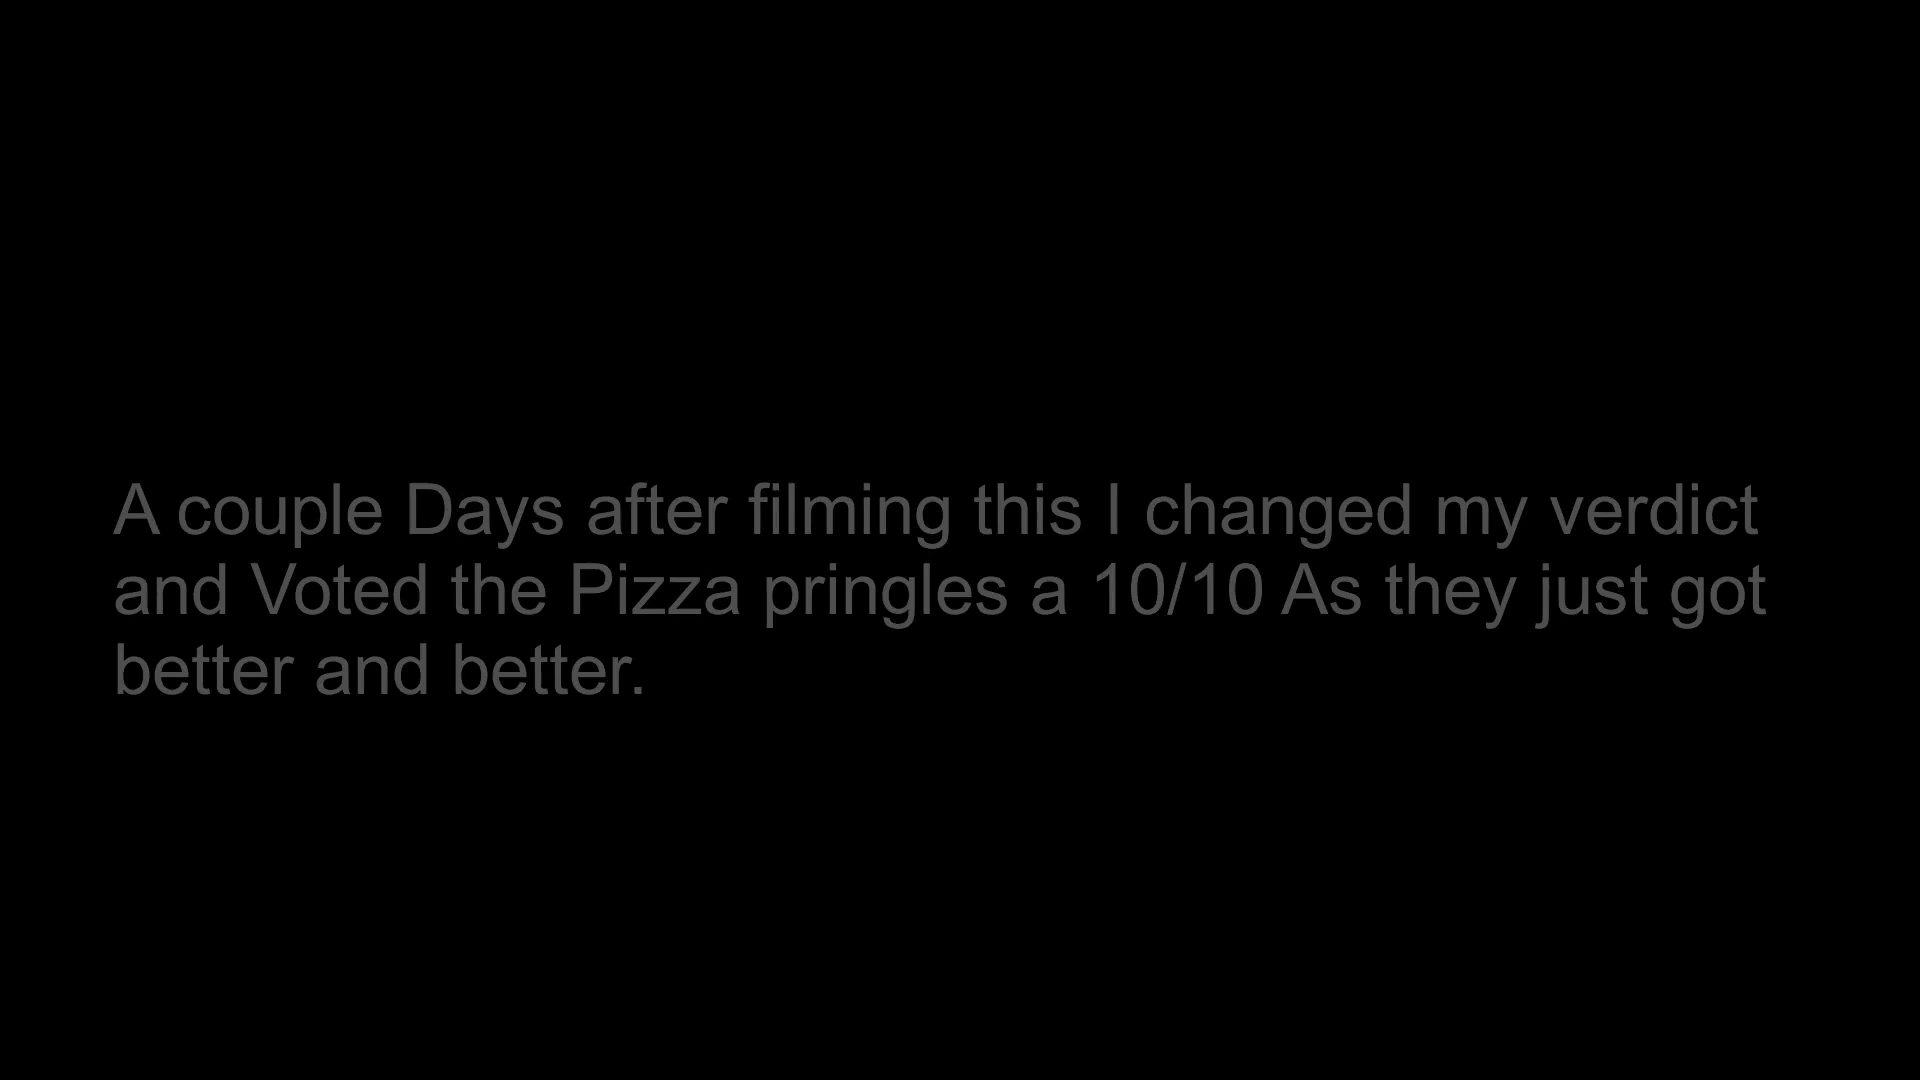 A couple Days after filming this I changed my verdict
and Voted the Pizza pringles a 10/10 As they just got
better and better.